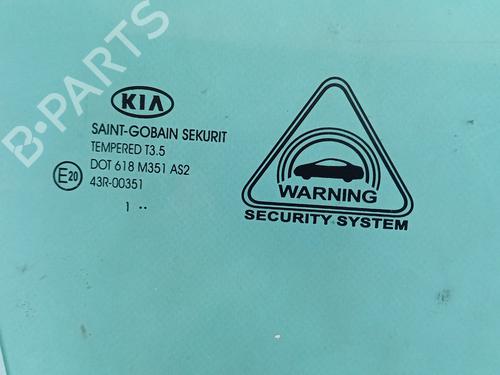 B-PARTS
KIA
SAINT-GOBAIN SEKURIT
TEMPERED T3.5
DOT 618 M351 AS2
E20
43R-00351
1 ..
WARNING
SECURITY SYSTEM